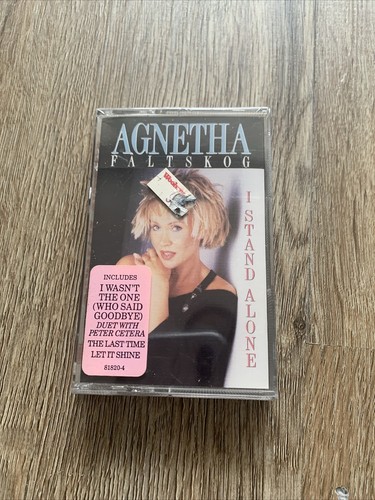 AGNETHA
FALTSKOG
I STAND ALONE
INCLUDES
I WASN'T
THE ONE
(WHO SAID
GOODBYE)
DUET WITH
PETER CETERA
THE LAST TIME
LET IT SHINE
81820-4